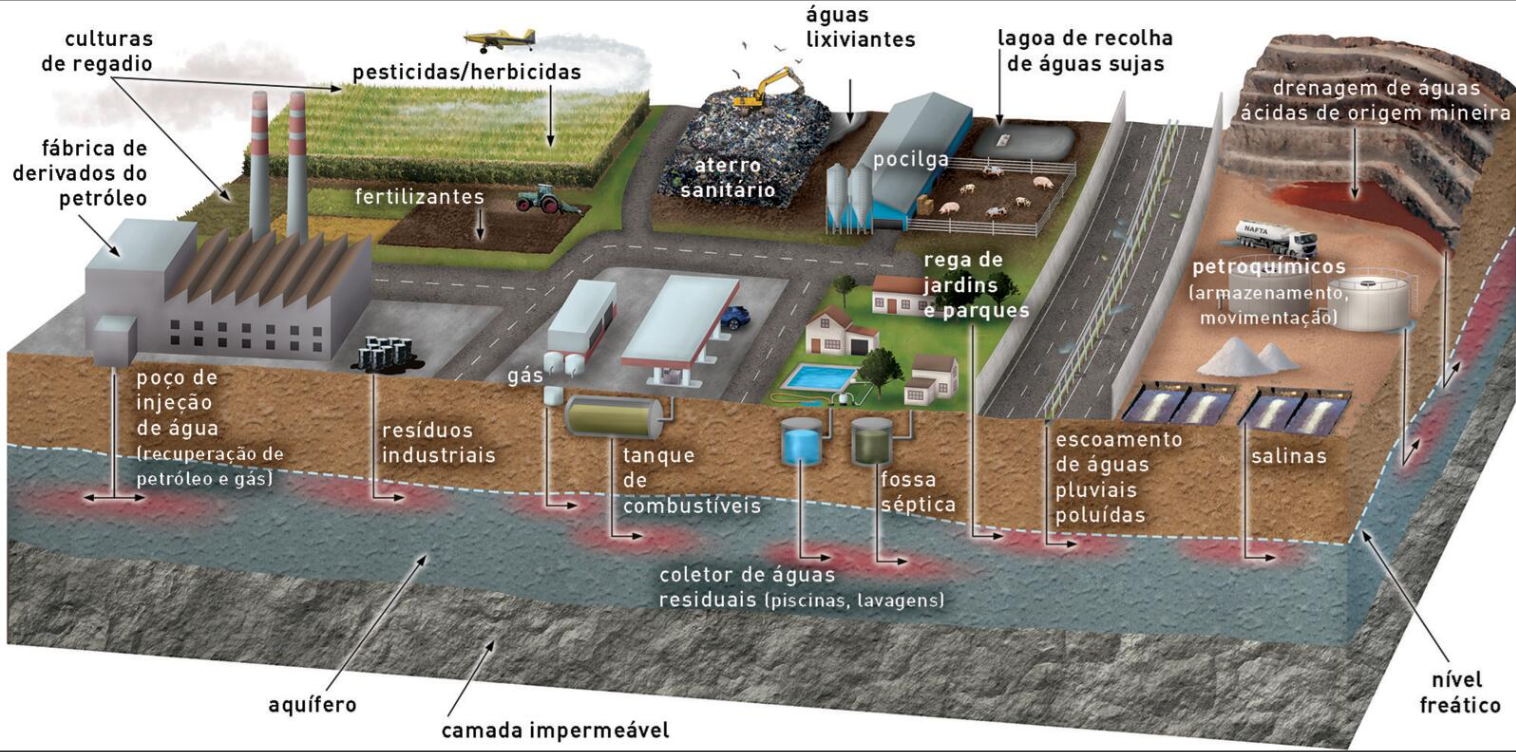 culturas
de regadio
pesticidas/herbicidas
águas
lixiviantes
lagoa de recolha
de águas sujas
drenagem de águas
ácidas de origem mineira
fábrica de
derivados do
petróleo
fertilizantes
aterro
sanitário
pocilga
NAFTA
rega de
jardins
e parques
petroquímicos
(armazenamento,
movimentação)
gás
poço de
injeção
de água
(recuperação de
petróleo e gás)
resíduos
industriais
tanque
de
combustíveis
fossa
séptica
escoamento
de águas
pluviais
poluídas
salinas
coletor de águas
residuais (piscinas, lavagens)
aquífero
camada impermeável
nível
freático